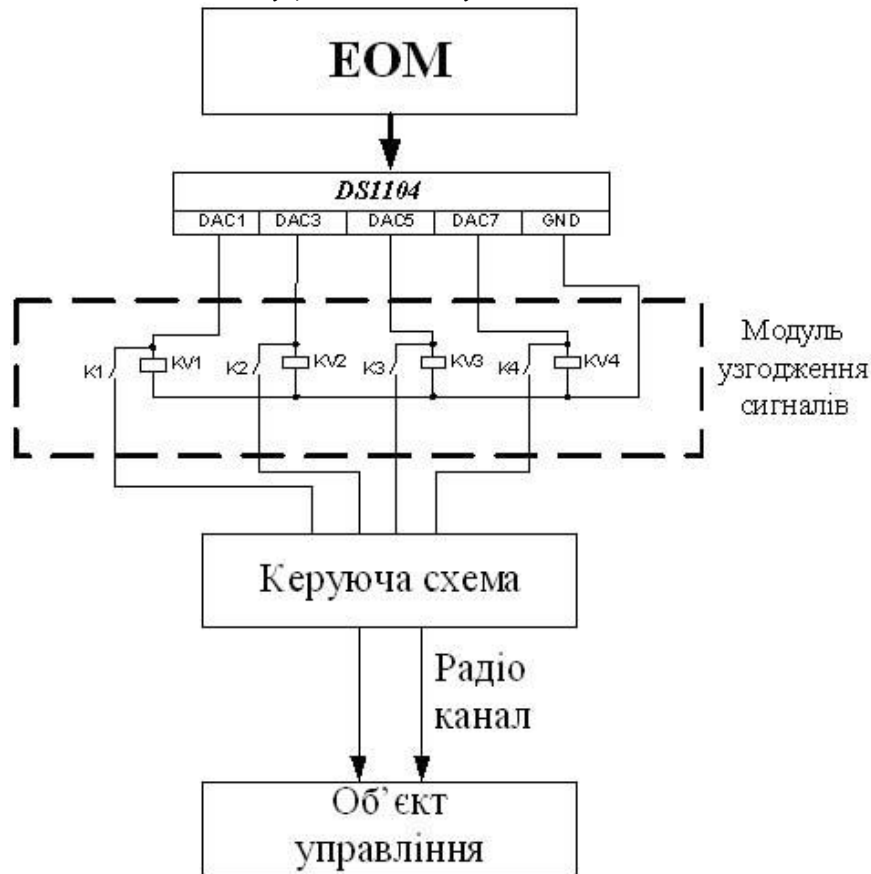 ЕОМ
DS1104
DAC1 DAC3 DAC5 DAC7 GND
Модуль
узгодження
сигналів
K1 KV1 K2 KV2 K3 KV3 K4 KV4
Керуюча схема
Радіо
канал
Об’єкт
управління